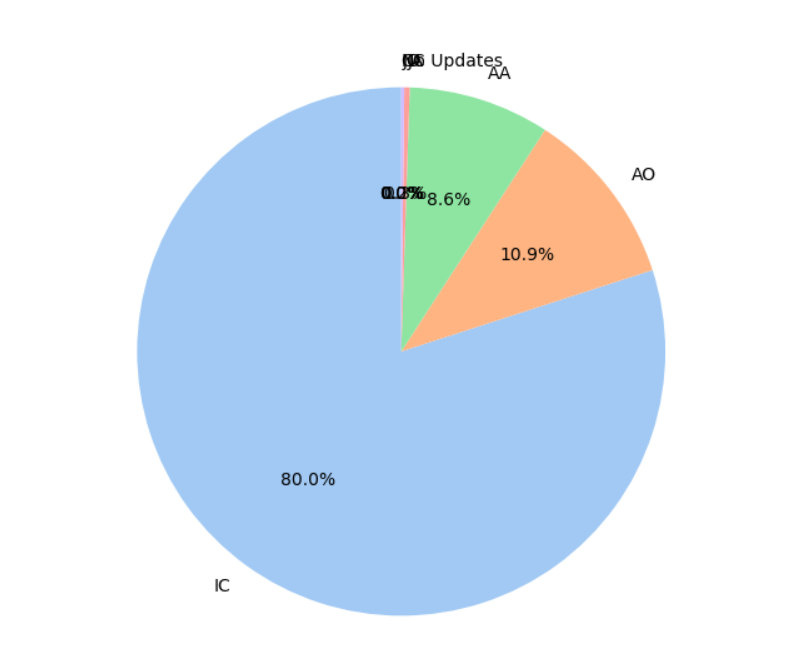 Updates
AA
AO
8.6%
10.9%
80.0%
IC